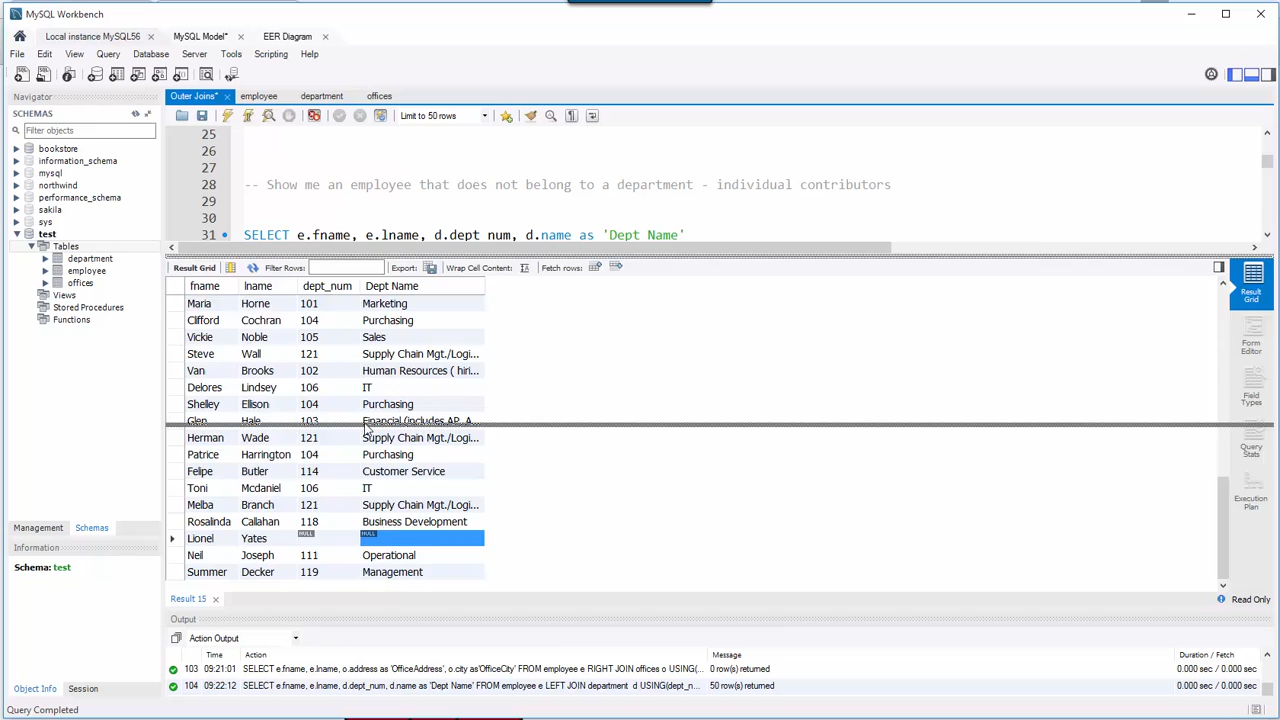 MySQL Workbench
Local instance MySQL56
MySQL Model*
EER Diagram
File Edit View Query Database Server Tools Scripting Help
Navigator
SCHEMAS
Filter objects
bookstore
information_schema
mysql
northwind
performance_schema
sakila
sys
test
Tables
department
employee
offices
Views
Stored Procedures
Functions
Management Schemas
Information
Schema: test
Object Info Session
Query Completed
Outer Joins* employee department offices
Limit to 50 rows
25
26
27
28 -- Show me an employee that does not belong to a department - individual contributors
29
30
31 SELECT e.fname, e.lname, d.dept_num, d.name as 'Dept Name'
Result Grid Filter Rows: Export: Wrap Cell Content: Fetch rows:
fname lname dept_num Dept Name
Maria Horne 101 Marketing
Clifford Cochran 104 Purchasing
Vickie Noble 105 Sales
Steve Wall 121 Supply Chain Mgt./Logi...
Van Brooks 102 Human Resources ( hiri...
Delores Lindsey 106 IT
Shelley Ellison 104 Purchasing
Glen Hale 103 Financial (includes AP, A...
Herman Wade 121 Supply Chain Mgt./Logi...
Patrice Harrington 104 Purchasing
Felipe Butler 114 Customer Service
Toni Mcdaniel 106 IT
Melba Branch 121 Supply Chain Mgt./Logi...
Rosalinda Callahan 118 Business Development
Lionel Yates NULL NULL
Neil Joseph 111 Operational
Summer Decker 119 Management
Result Grid
Form Editor
Field Types
Query Stats
Execution Plan
Result 15
Read Only
Output
Action Output
Time Action Message Duration / Fetch
103 09:21:01 SELECT e.fname, e.lname, o.address as 'OfficeAddress', o.city as'OfficeCity' FROM employee e RIGHT JOIN offices o USING(... 0 row(s) returned 0.000 sec / 0.000 sec
104 09:22:12 SELECT e.fname, e.lname, d.dept_num, d.name as 'Dept Name' FROM employee e LEFT JOIN department d USING(dept_n... 50 row(s) returned 0.000 sec / 0.000 sec